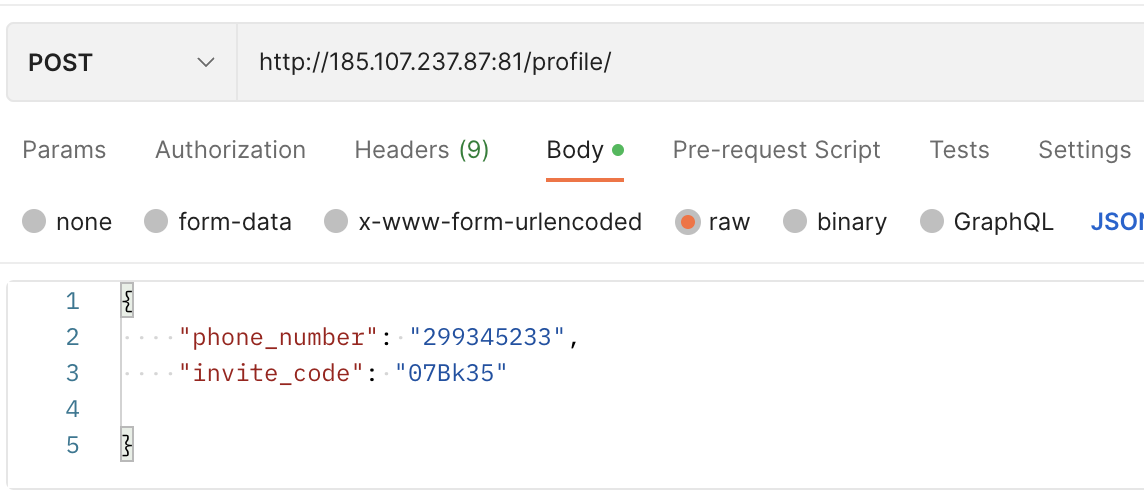 POST http://185.107.237.87:81/profile/
Params Authorization Headers (9) Body Pre-request Script Tests Settings
none form-data x-www-form-urlencoded raw binary GraphQL JSON
1 {
2 "phone_number": "299345233",
3 "invite_code": "07Bk35"
4
5 }